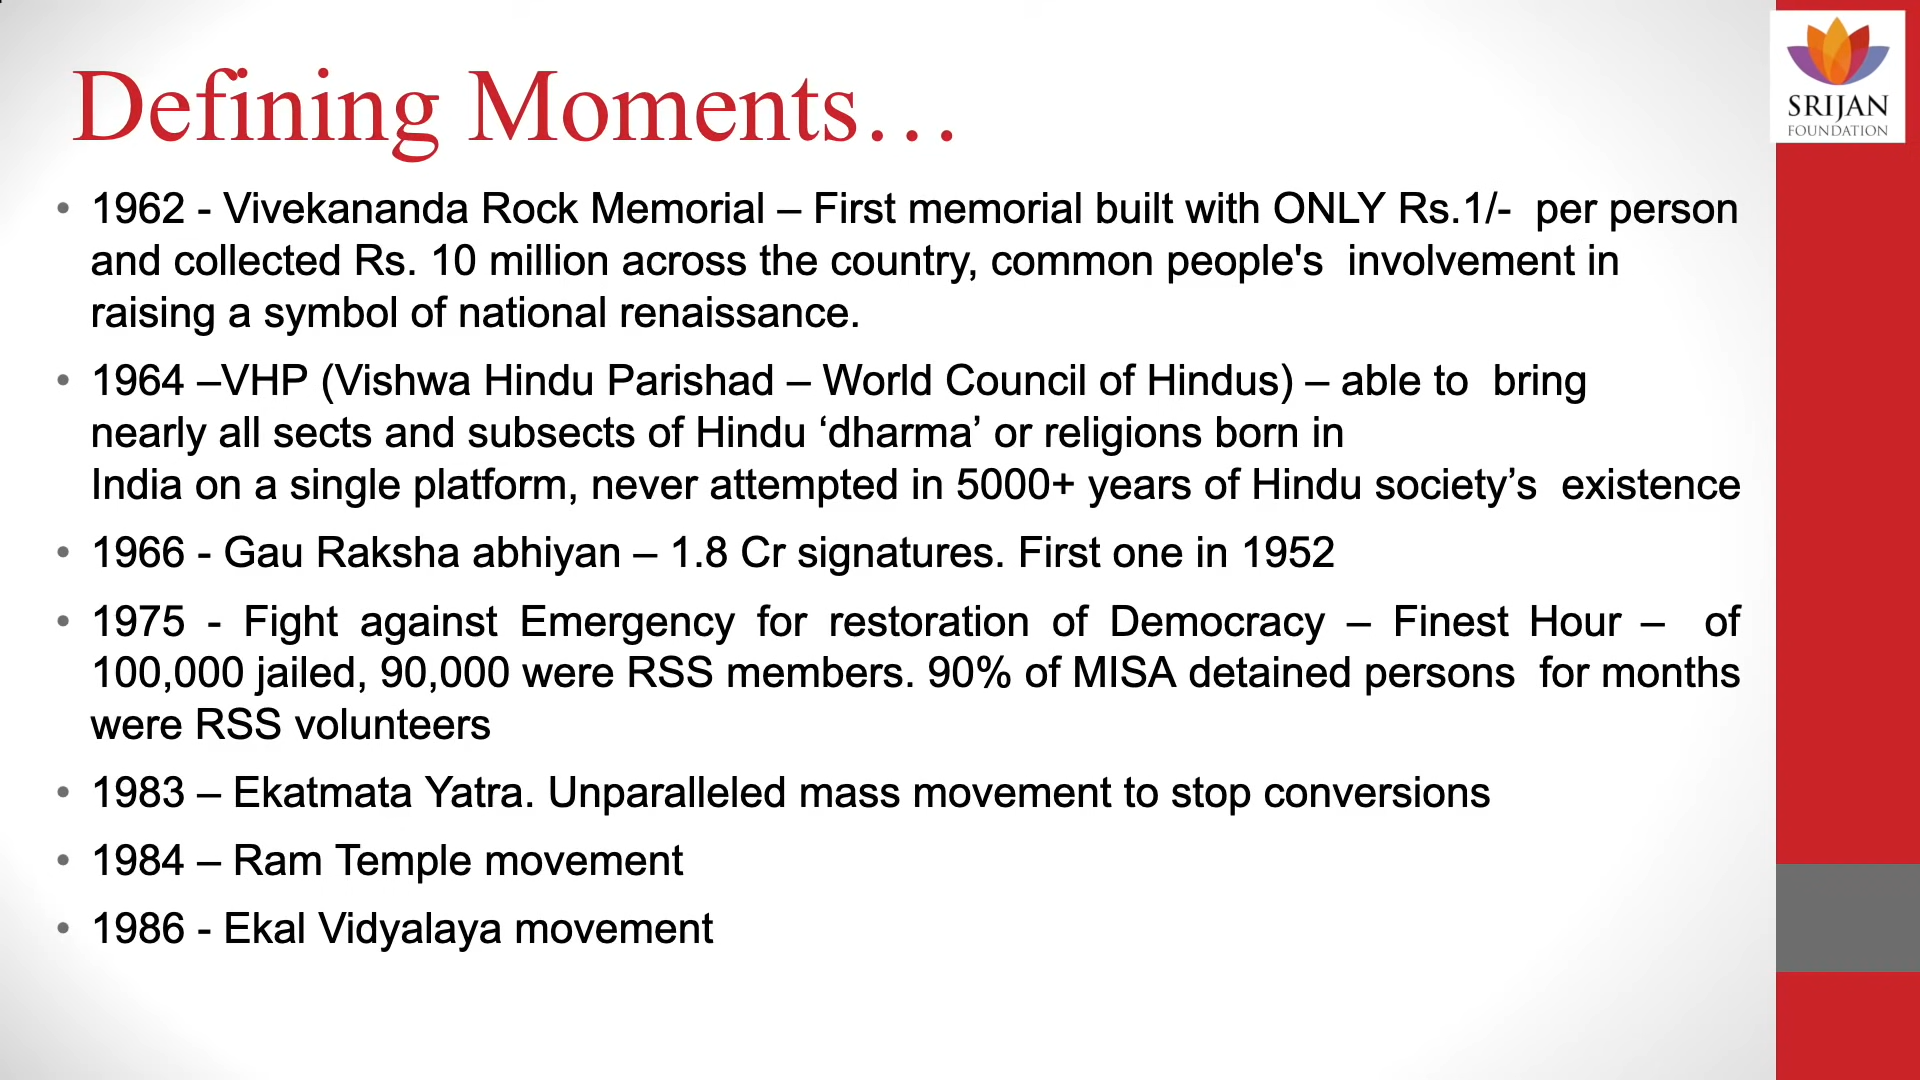 Defining Moments…
SRIJAN
FOUNDATION
• 1962 - Vivekananda Rock Memorial – First memorial built with ONLY Rs.1/-  per person
and collected Rs. 10 million across the country, common people's  involvement in
raising a symbol of national renaissance.
• 1964 –VHP (Vishwa Hindu Parishad – World Council of Hindus) – able to  bring
nearly all sects and subsects of Hindu ‘dharma’ or religions born in
India on a single platform, never attempted in 5000+ years of Hindu society’s  existence
• 1966 - Gau Raksha abhiyan – 1.8 Cr signatures. First one in 1952
• 1975 - Fight against Emergency for restoration of Democracy – Finest Hour –  of
100,000 jailed, 90,000 were RSS members. 90% of MISA detained persons  for months
were RSS volunteers
• 1983 – Ekatmata Yatra. Unparalleled mass movement to stop conversions
• 1984 – Ram Temple movement
• 1986 - Ekal Vidyalaya movement